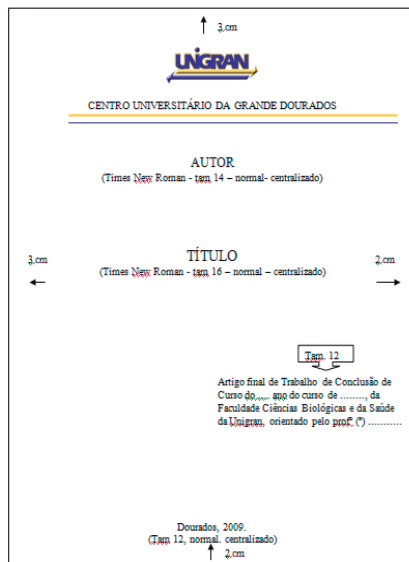 3,cm
UNIGRAN
CENTRO UNIVERSITÁRIO DA GRANDE DOURADOS
AUTOR
(Times New Roman - tam 14 – normal- centralizado)
3,cm
TÍTULO
2,cm
(Times New Roman - tam 16 – normal – centralizado)
Tam. 12
Artigo final de Trabalho de Conclusão de
Curso do,..... ano do curso de ........, da
Faculdade Ciências Biológicas e da Saúde
da Unigran, orientado pelo profº (ª) ...........
Dourados, 2009.
(Tam 12, normal. centralizado)
2,cm